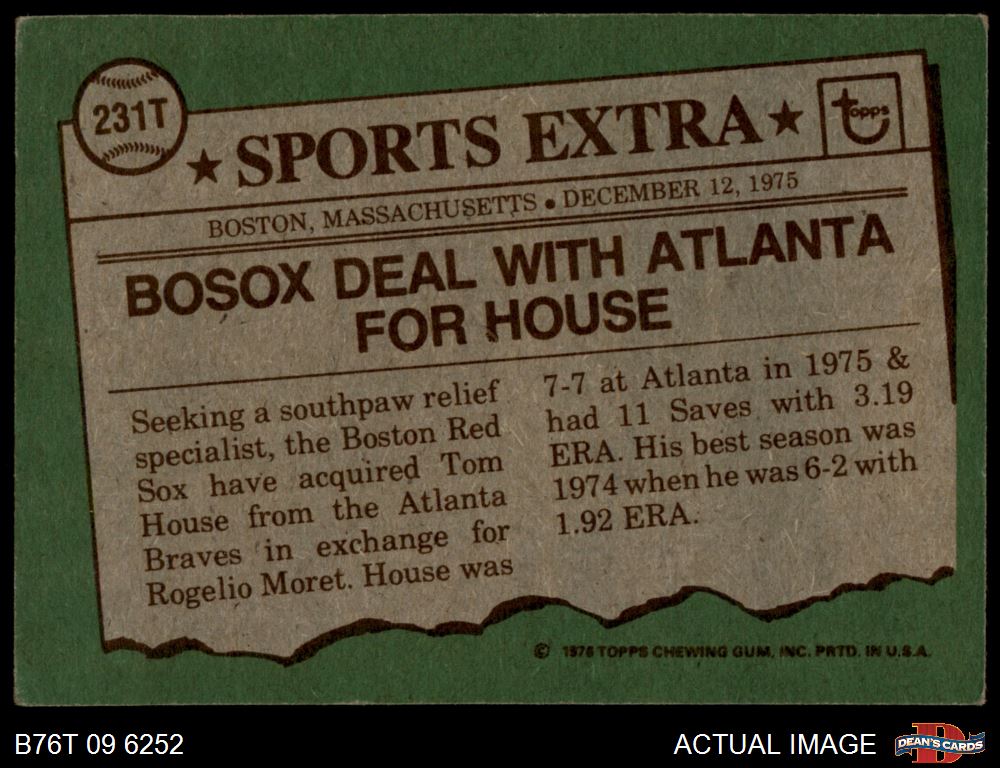 231T
★ SPORTS EXTRA ★
topps
BOSTON, MASSACHUSETTS • DECEMBER 12, 1975
BOSOX DEAL WITH ATLANTA
FOR HOUSE
Seeking a southpaw relief
specialist, the Boston Red
Sox have acquired Tom
House from the Atlanta
Braves in exchange for
Rogelio Moret. House was
7-7 at Atlanta in 1975 &
had 11 Saves with 3.19
ERA. His best season was
1974 when he was 6-2 with
1.92 ERA.
© 1976 TOPPS CHEWING GUM, INC. PRTD. IN U.S.A.
B76T 09 6252
ACTUAL IMAGE
DEAN'S CARDS